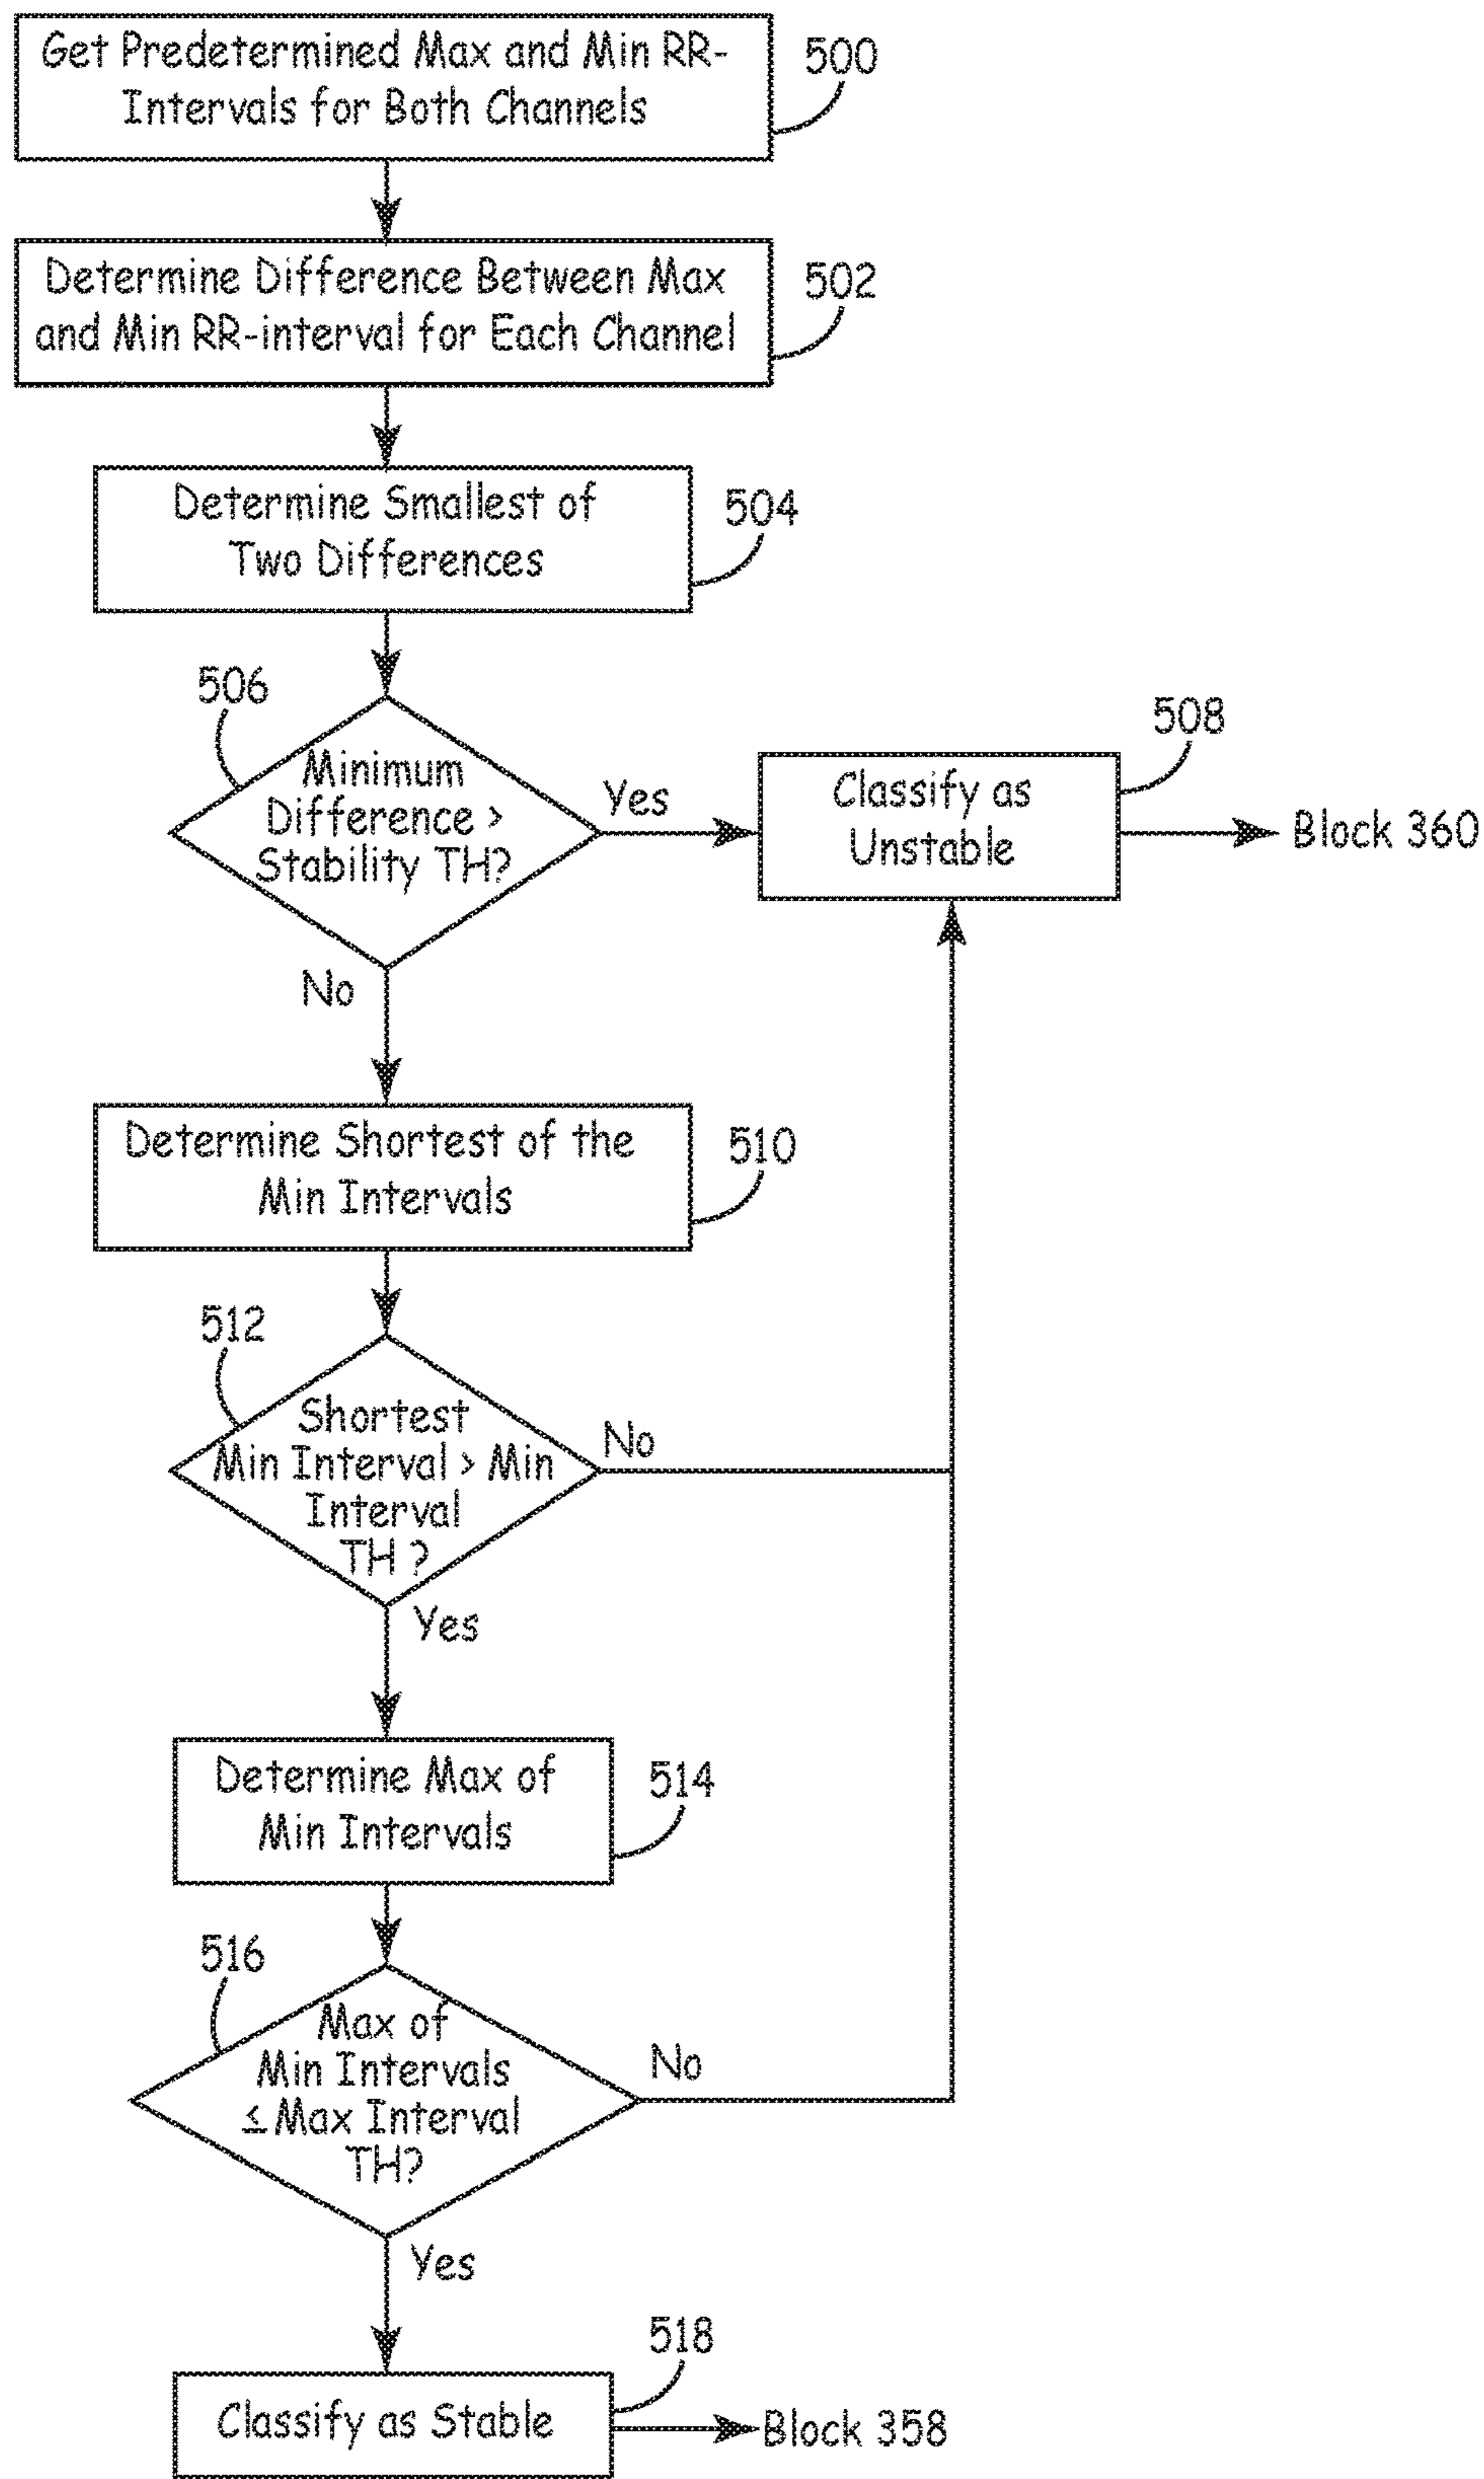 Get Predetermined Max and Min RR-
Intervals for Both Channels
500
Determine Difference Between Max
and Min RR-interval for Each Channel
502
Determine Smallest of
Two Differences
504
506
Minimum
Difference >
Stability TH?
Yes
No
Classify as
Unstable
508
Block 360
Determine Shortest of the
Min Intervals
510
512
Shortest
Min Interval > Min
Interval
TH ?
No
Yes
Determine Max of
Min Intervals
514
516
Max of
Min Intervals
≤ Max Interval
TH?
No
Yes
Classify as Stable
518
Block 358